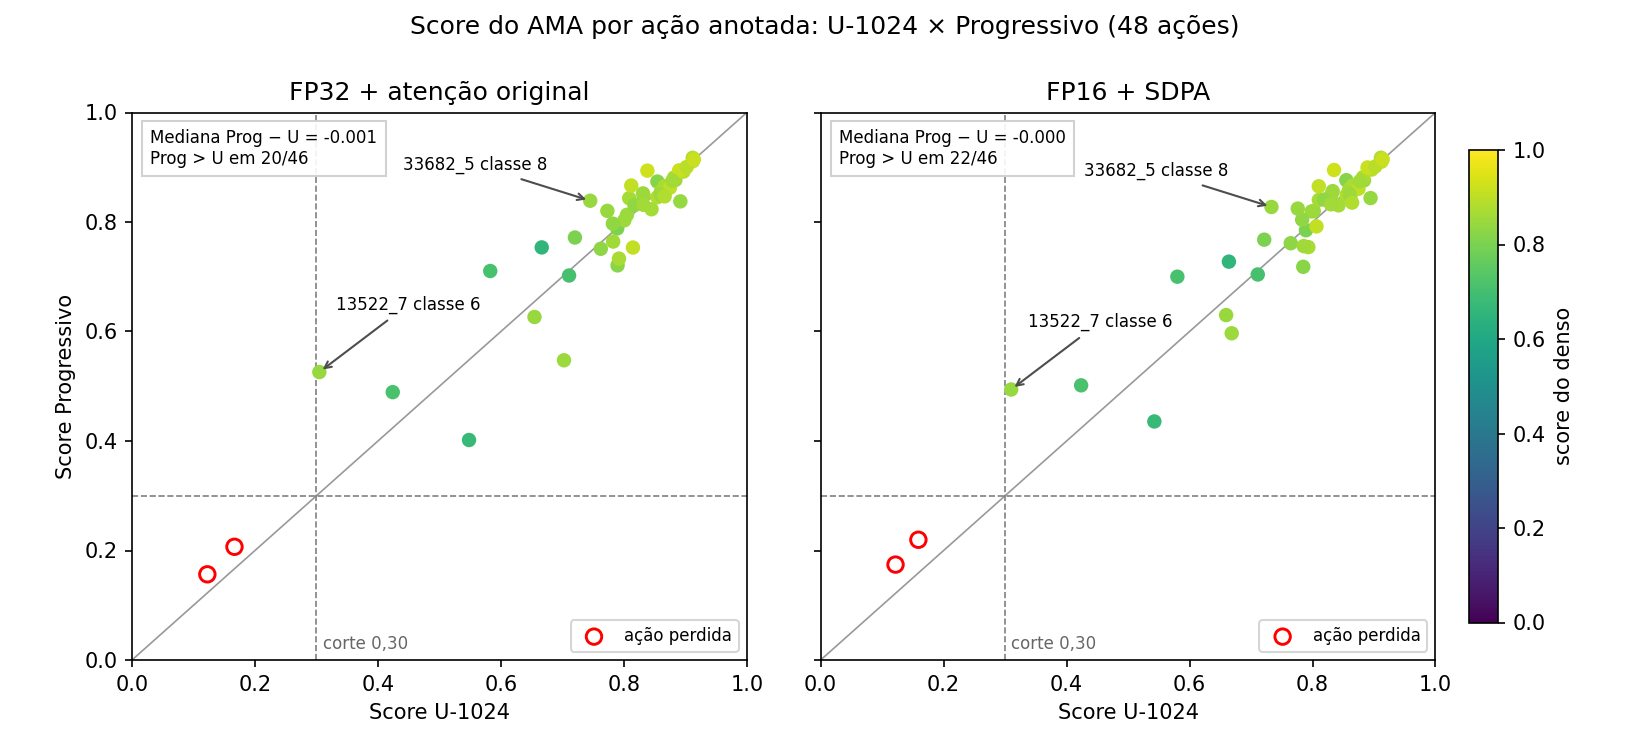 Score do AMA por ação anotada: U-1024 × Progressivo (48 ações)
FP32 + atenção original
Mediana Prog − U = -0.001
Prog > U em 20/46
33682_5 classe 8
13522_7 classe 6
corte 0,30
ação perdida
1.0
0.8
0.6
0.4
0.2
0.0
Score Progressivo
0.0 0.2 0.4 0.6 0.8 1.0
Score U-1024
FP16 + SDPA
Mediana Prog − U = -0.000
Prog > U em 22/46
33682_5 classe 8
13522_7 classe 6
corte 0,30
ação perdida
0.0 0.2 0.4 0.6 0.8 1.0
Score U-1024
1.0
0.8
0.6
0.4
0.2
0.0
score do denso